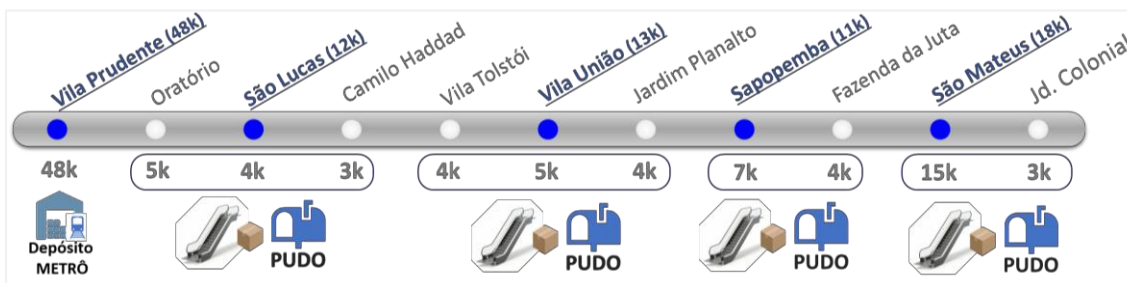 Vila Prudente (48k)
Oratório
São Lucas (12k)
Camilo Haddad
Vila Tolstói
Vila União (13k)
Jardim Planalto
Sapopemba (11k)
Fazenda da Juta
São Mateus (18k)
Jd. Colonial
48k
5k
4k
3k
4k
5k
4k
7k
4k
15k
3k
Depósito
METRÔ
PUDO
PUDO
PUDO
PUDO